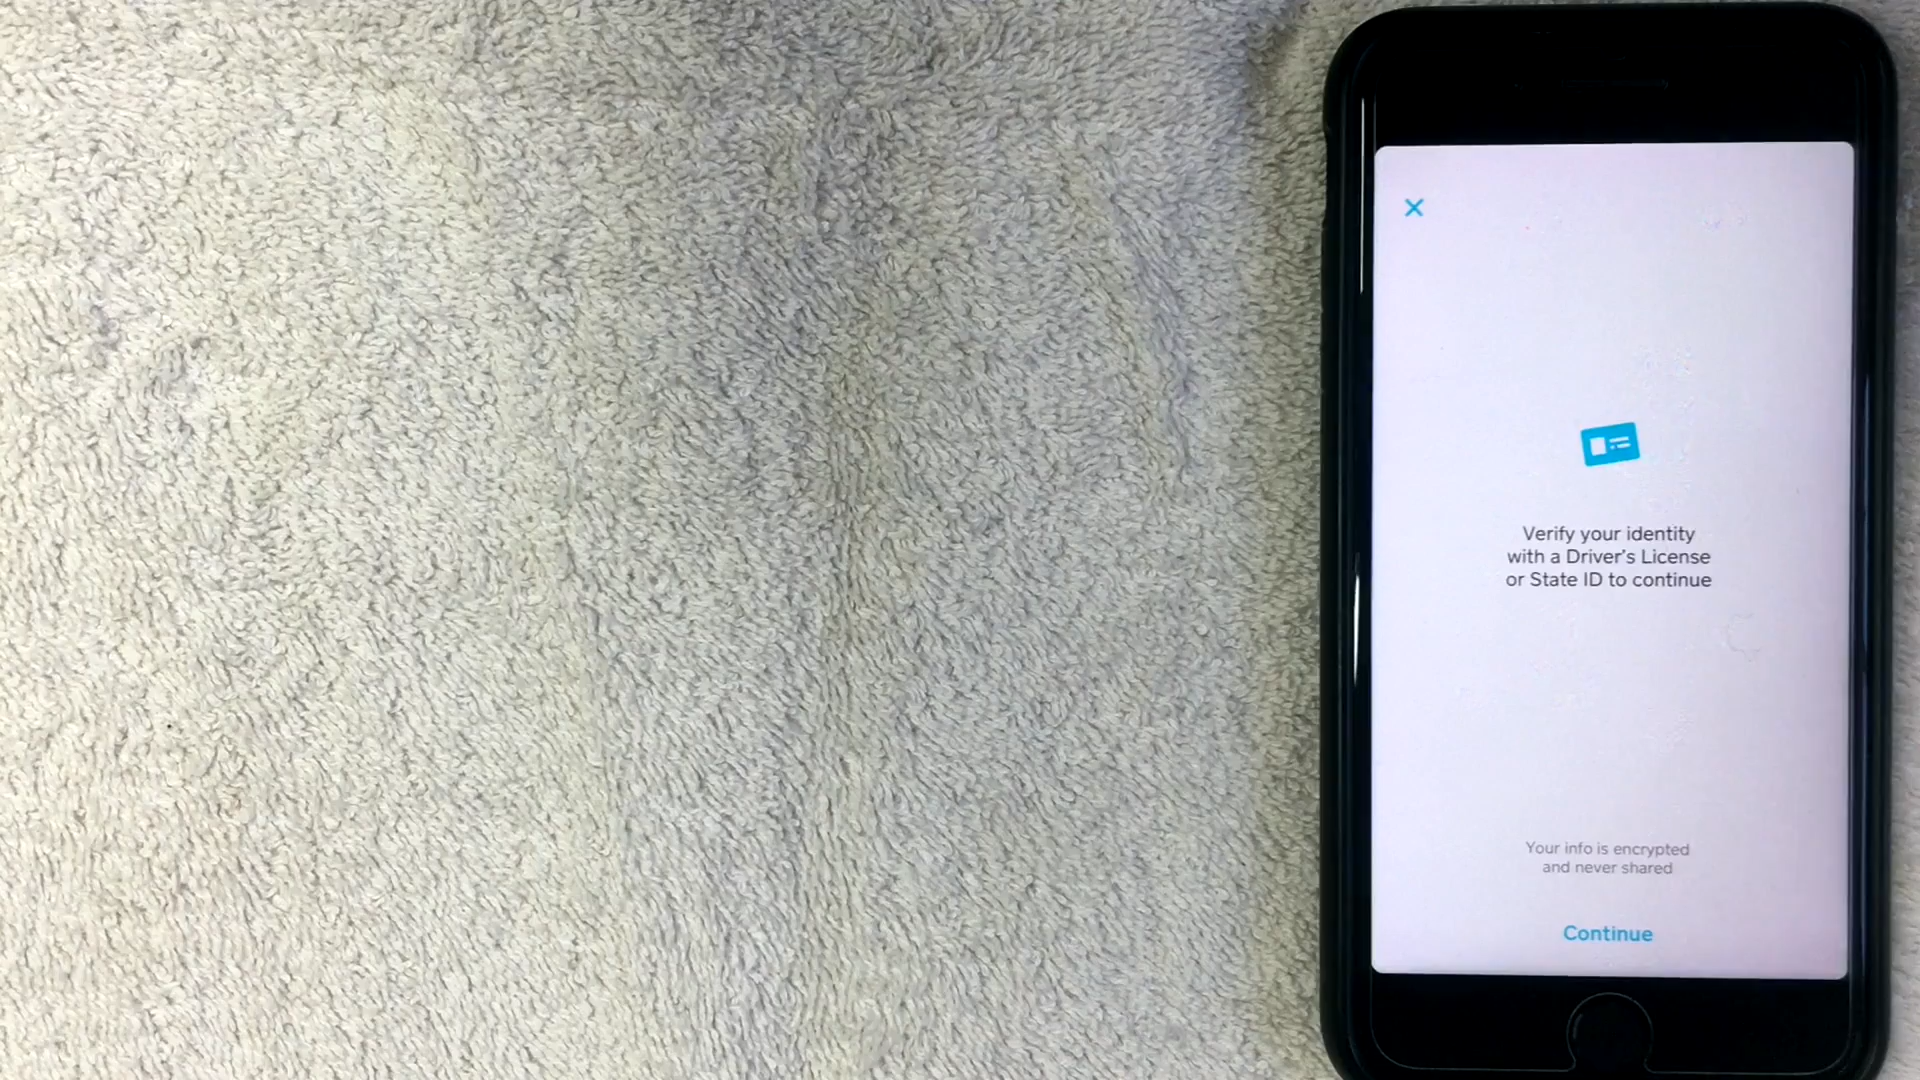 Verify your identity
with a Driver's License
or State ID to continue
Your info is encrypted
and never shared
Continue